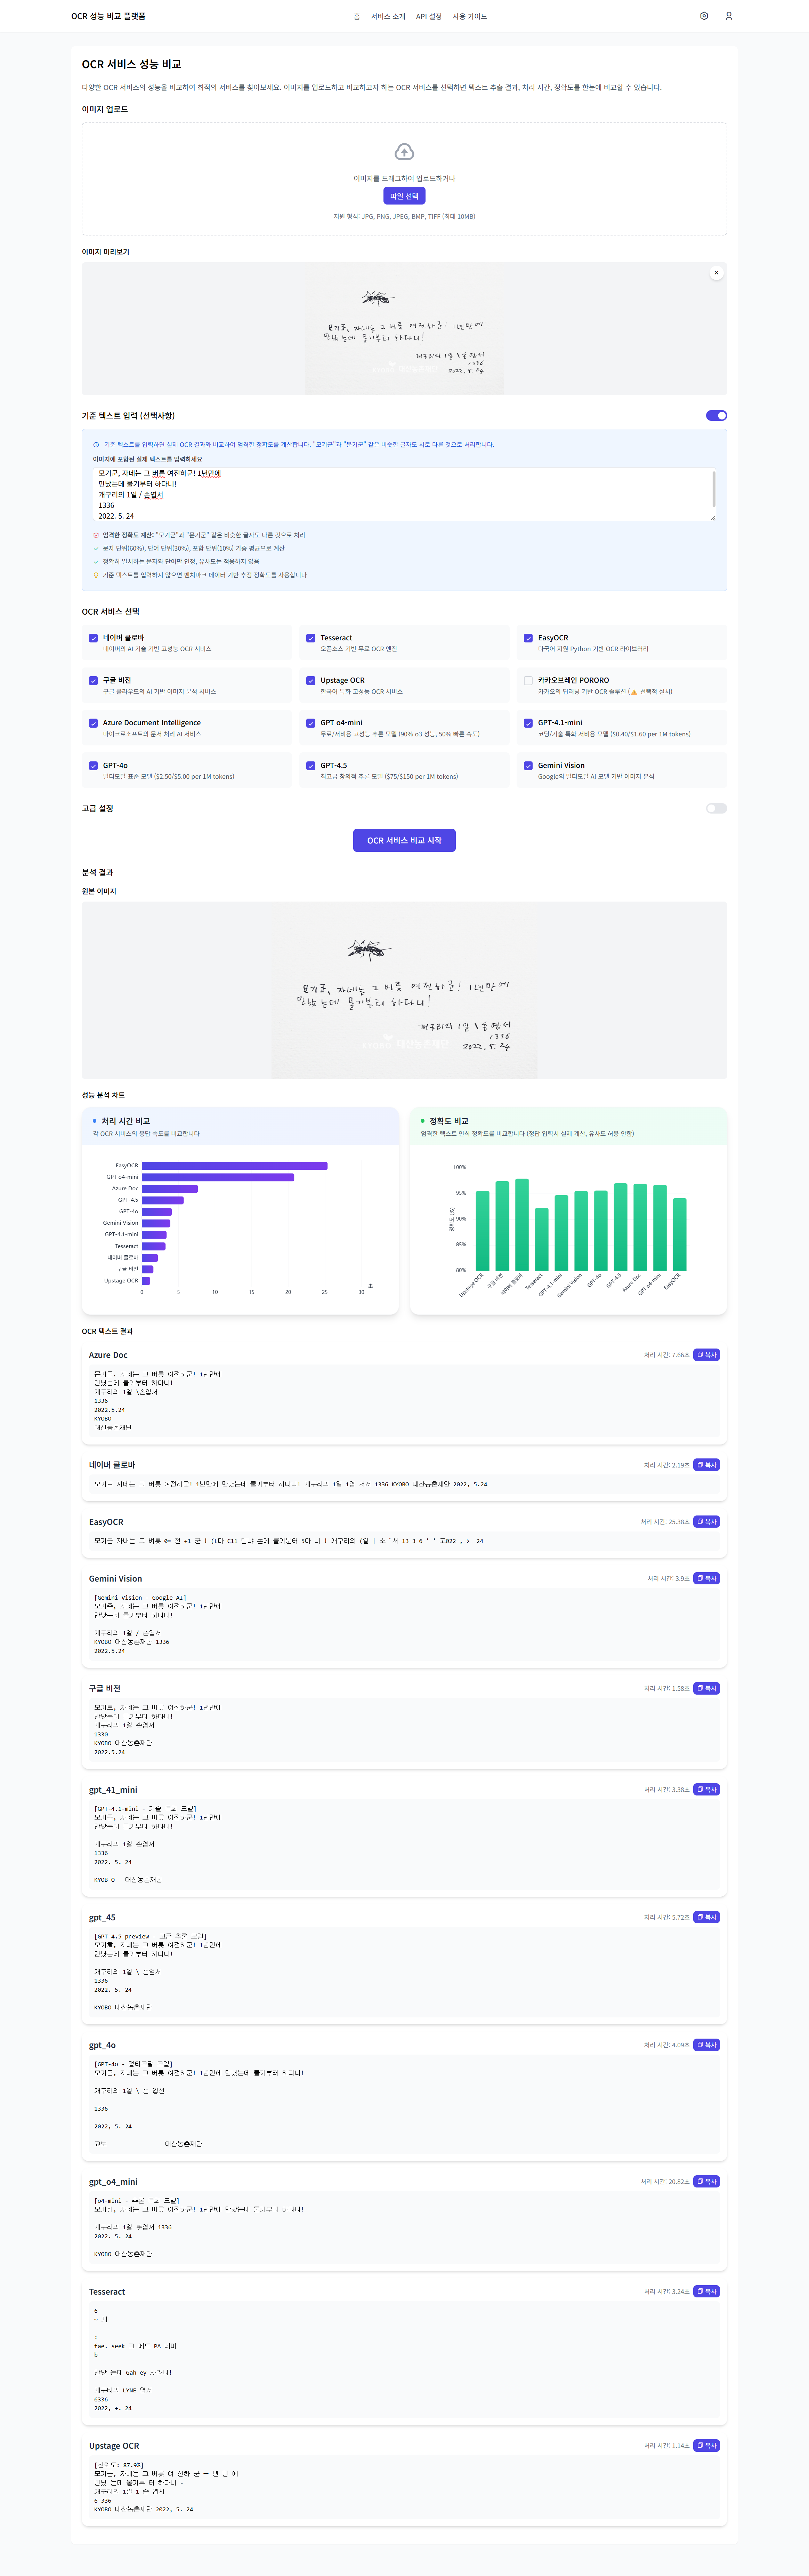 OCR 성능 비교 플랫폼
홈 서비스 소개 API 설정 사용 가이드
OCR 서비스 성능 비교
다양한 OCR 서비스의 성능을 비교하여 최적의 서비스를 찾아보세요. 이미지를 업로드하고 비교하고자 하는 OCR 서비스를 선택하면 텍스트 추출 결과, 처리 시간, 정확도를 한눈에 비교할 수 있습니다.
이미지 업로드
이미지를 드래그하여 업로드하거나
파일 선택
지원 형식: JPG, PNG, JPEG, BMP, TIFF (최대 10MB)
이미지 미리보기
모기군, 자네는 그 버릇 여전하군! 1년만에
만났는데 물기부터 하다니!
개구리의 1일 \ 손엽서
1336
2022. 5. 24
기준 텍스트 입력 (선택사항)
기준 텍스트를 입력하면 실제 OCR 결과와 비교하여 엄격한 정확도를 계산합니다. "모기군"과 "문기군" 같은 비슷한 글자도 서로 다른 것으로 처리합니다.
이미지에 포함된 실제 텍스트를 입력하세요
모기군, 자네는 그 버른 여전하군! 1년만에
만났는데 물기부터 하다니!
개구리의 1일 / 손엽서
1336
2022. 5. 24
엄격한 정확도 계산: "모기군"과 "문기군" 같은 비슷한 글자도 다른 것으로 처리
문자 단위(60%), 단어 단위(30%), 포함 단위(10%) 가중 평균으로 계산
정확히 일치하는 문자와 단어만 인정, 유사도는 적용하지 않음
기준 텍스트를 입력하지 않으면 벤치마크 데이터 기반 추정 정확도를 사용합니다
OCR 서비스 선택
네이버 클로바
네이버의 AI 기술 기반 고성능 OCR 서비스
Tesseract
오픈소스 기반 무료 OCR 엔진
EasyOCR
다국어 지원 Python 기반 OCR 라이브러리
구글 비전
구글 클라우드의 AI 기반 이미지 분석 서비스
Upstage OCR
한국어 특화 고성능 OCR 서비스
카카오브레인 PORORO
카카오의 딥러닝 기반 OCR 솔루션 (⚠️ 선택적 설치)
Azure Document Intelligence
마이크로소프트의 문서 처리 AI 서비스
GPT o4-mini
무료/저비용 고성능 추론 모델 (90% o3 성능, 50% 빠른 속도)
GPT-4.1-mini
코딩/기술 특화 저비용 모델 ($0.40/$1.60 per 1M tokens)
GPT-4o
멀티모달 표준 모델 ($2.50/$5.00 per 1M tokens)
GPT-4.5
최고급 창의적 추론 모델 ($75/$150 per 1M tokens)
Gemini Vision
Google의 멀티모달 AI 모델 기반 이미지 분석
고급 설정
OCR 서비스 비교 시작
분석 결과
원본 이미지
모기군, 자네는 그 버릇 여전하군! 1년만에
만났는데 물기부터 하다니!
개구리의 1일 \ 손엽서
KYOBO 대산농촌재단
1336
2022. 5. 24
성능 분석 차트
처리 시간 비교
각 OCR 서비스의 응답 속도를 비교합니다
EasyOCR
GPT o4-mini
Azure Doc
GPT-4.5
GPT-4o
Gemini Vision
GPT-4.1-mini
Tesseract
네이버 클로바
구글 비전
Upstage OCR
0 5 10 15 20 25 30
초
정확도 비교
엄격한 텍스트 인식 정확도를 비교합니다 (정답 입력시 실제 계산, 유사도 허용 안함)
100%
95%
90%
85%
80%
정확도 (%)
Upstage OCR 구글 비전 네이버 클로바 Tesseract GPT-4.1-mini Gemini Vision GPT-4o GPT-4.5 Azure Doc GPT o4-mini EasyOCR
OCR 텍스트 결과
Azure Doc
처리 시간: 7.66초 복사
문기군. 자네는 그 버릇 여전하군! 1년만에
만났는데 물기부터 하다니!
개구리의 1일 \손엽서
1336
2022.5.24
KYOBO
대산농촌재단
네이버 클로바
처리 시간: 2.19초 복사
모기로 자네는 그 버릇 여전하군! 1년만에 만났는데 물기부터 하다니! 개구리의 1일 1엽 서서 1336 KYOBO 대산농촌재단 2022, 5.24
EasyOCR
처리 시간: 25.38초 복사
모기군 자내는 그 버릇 0~ 전 +1 군 ! (L마 C11 만냐 논데 물기분터 5다 니 ! 개우리의 (일 | 소 `서 13 3 6 ' ' 고022 , > 24
Gemini Vision
처리 시간: 3.9초 복사
[Gemini Vision - Google AI]
모기준, 자네는 그 버릇 여전하군! 1년만에
만났는데 물기부터 하다니!
개구리의 1일 / 손엽서
KYOBO 대산농촌재단 1336
2022.5.24
구글 비전
처리 시간: 1.58초 복사
모기료, 자네는 그 버릇 여전하군! 1년만에
만났는데 물기부터 하다니!
개구리의 1일 손엽서
1330
KYOBO 대산농촌재단
2022.5.24
gpt_41_mini
처리 시간: 3.38초 복사
[GPT-4.1-mini - 기술 특화 모델]
모기군, 자네는 그 버릇 여전하군! 1년만에
만났는데 물기부터 하다니!
개구리의 1일 손엽서
1336
2022. 5. 24
KYOB O 대산농촌재단
gpt_45
처리 시간: 5.72초 복사
[GPT-4.5-preview - 고급 추론 모델]
모기君, 자네는 그 버릇 여전하군! 1년만에
만났는데 물기부터 하다니!
개구리의 1일 \ 손엄서
1336
2022. 5. 24
KYOBO 대산농촌재단
gpt_4o
처리 시간: 4.09초 복사
[GPT-4o - 멀티모달 모델]
모기군, 자네는 그 버릇 여전하군! 1년만에 만났는데 물기부터 하다니!
개구리의 1일 \ 손 엽선
1336
2022, 5. 24
교보 대산농촌재단
gpt_o4_mini
처리 시간: 20.82초 복사
[o4-mini - 추론 특화 모델]
모기쥐, 자네는 그 버릇 여전하군! 1년만에 만났는데 물기부터 하다니!
개구리의 1일 手엽서 1336
2022. 5. 24
KYOBO 대산농촌재단
Tesseract
처리 시간: 3.24초 복사
6
~ 개
:
fae. seek 그 메드 PA 네마
b
만낫 는데 Gah ey 사라니!
개구티의 LYNE 엽서
6336
2022, +. 24
Upstage OCR
처리 시간: 1.14초 복사
[신뢰도: 87.9%]
모기군, 자네는 그 버릇 여 전하 군 ー 년 만 에
만낫 는데 물기부 터 하다니 -
개구리의 1일 1 손 엽서
6 336
KYOBO 대산농촌재단 2022, 5. 24